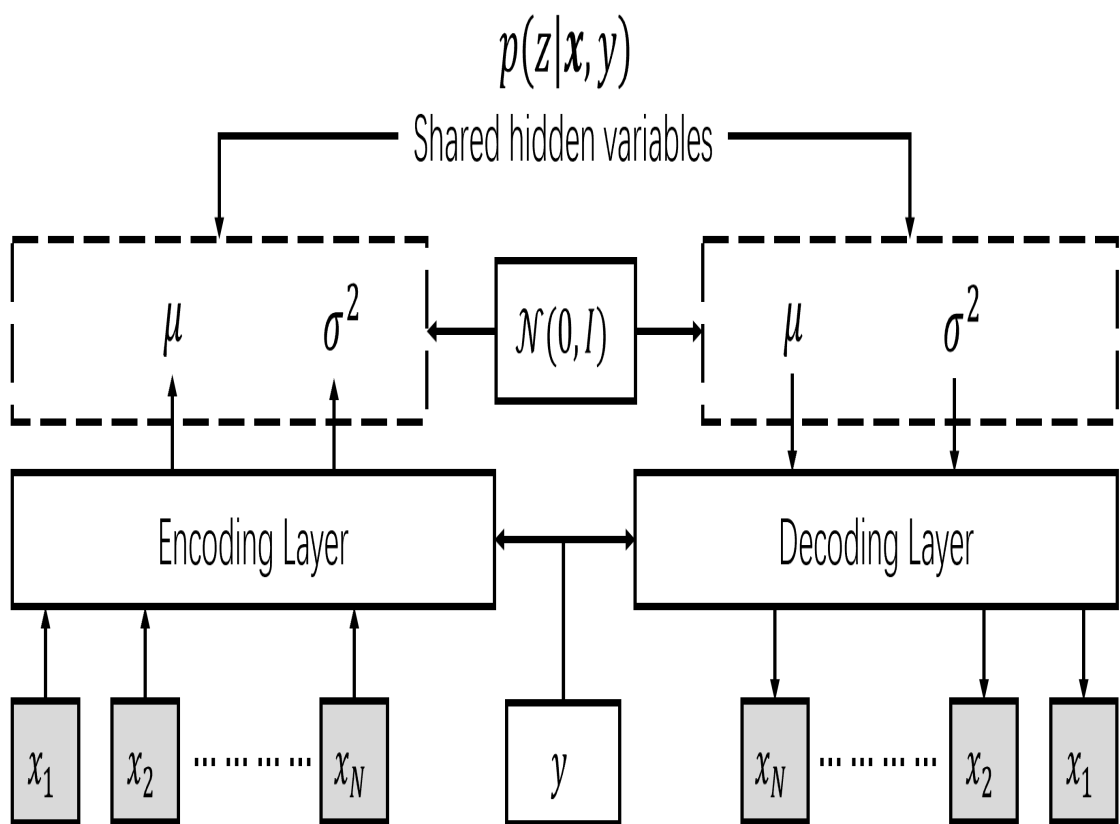 p(z|x, y)
Shared hidden variables
μ σ²
𝒩(0, I)
μ σ²
Encoding Layer
Decoding Layer
x₁ x₂ ... ... ... ... x_N
y
x_N ... ... ... ... x₂ x₁